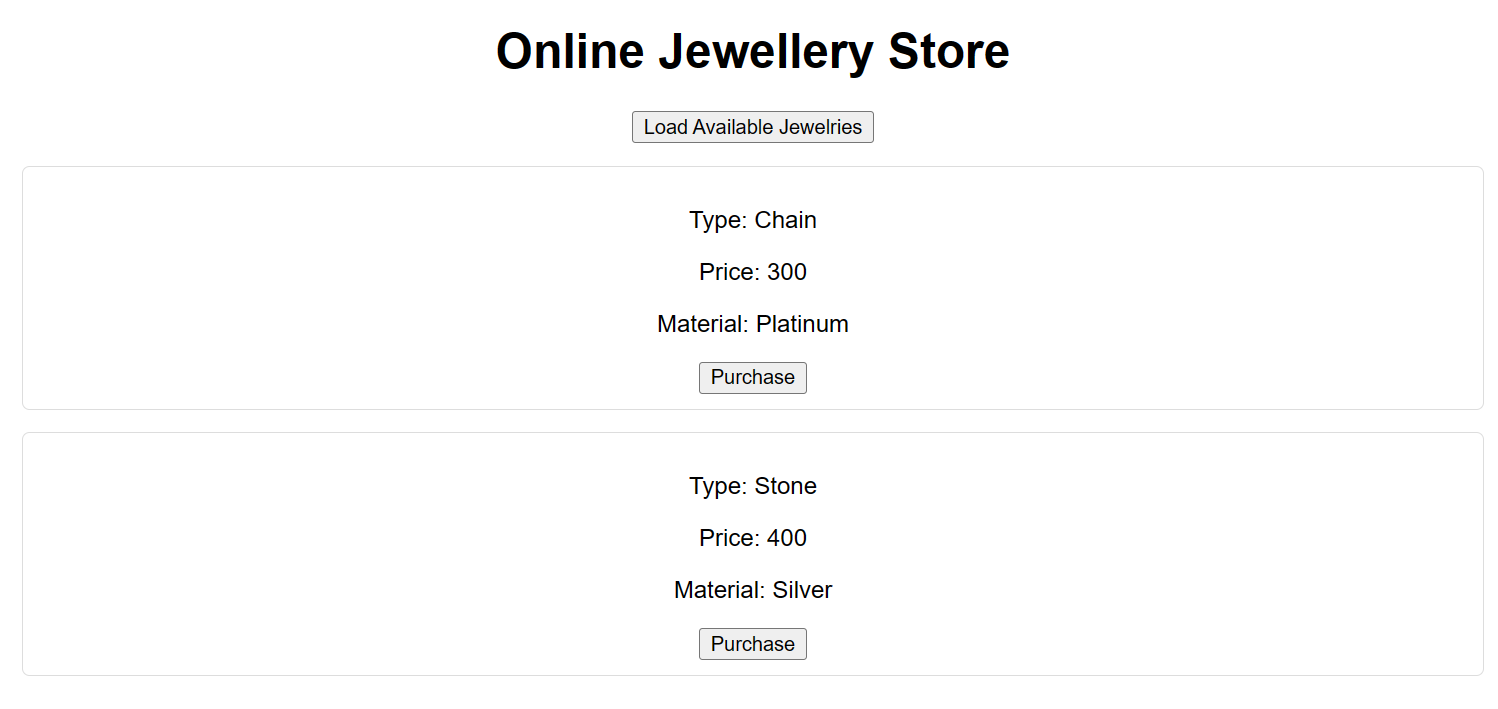 Online Jewellery Store
Load Available Jewelries
Type: Chain
Price: 300
Material: Platinum
Purchase
Type: Stone
Price: 400
Material: Silver
Purchase